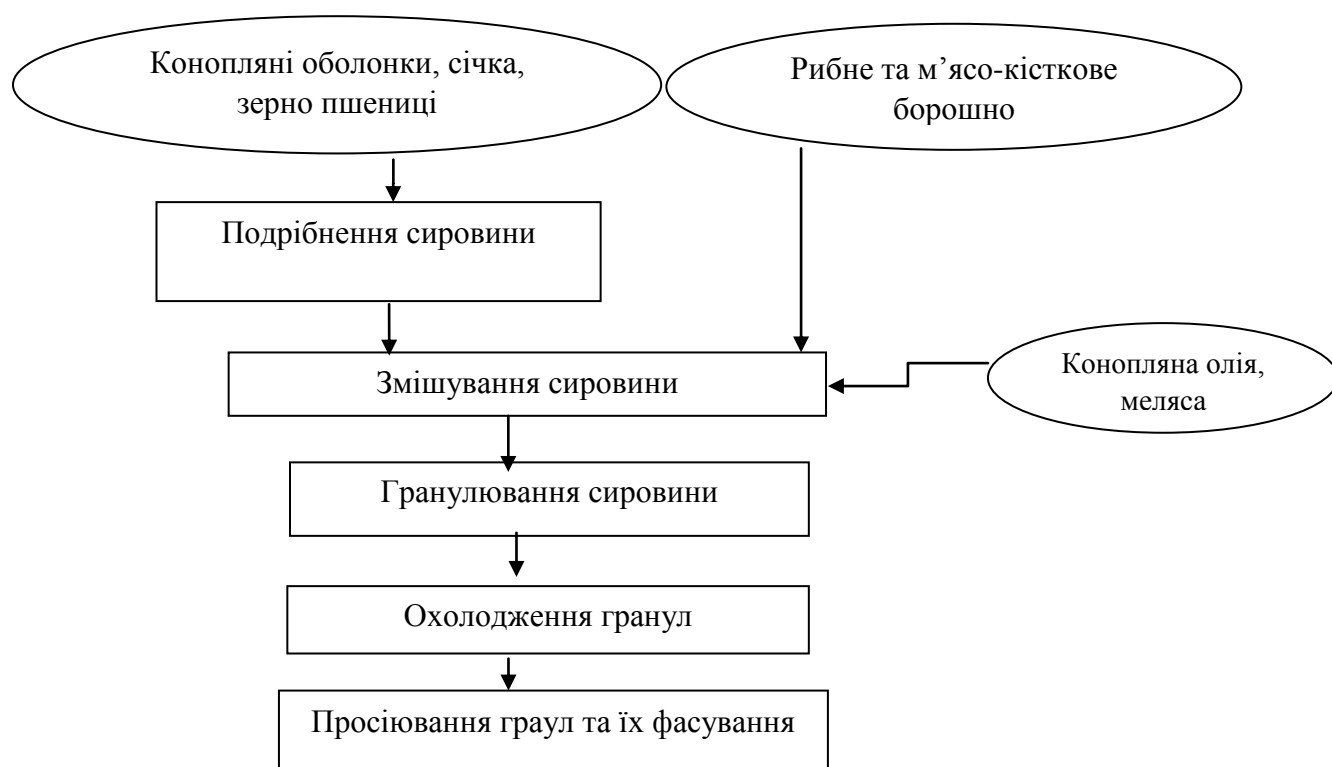 Конопляні оболонки, січка,
зерно пшениці
Рибне та м’ясо-кісткове
борошно
Подрібнення сировини
Змішування сировини
Конопляна олія,
меляса
Гранулювання сировини
Охолодження гранул
Просіювання граул та їх фасування